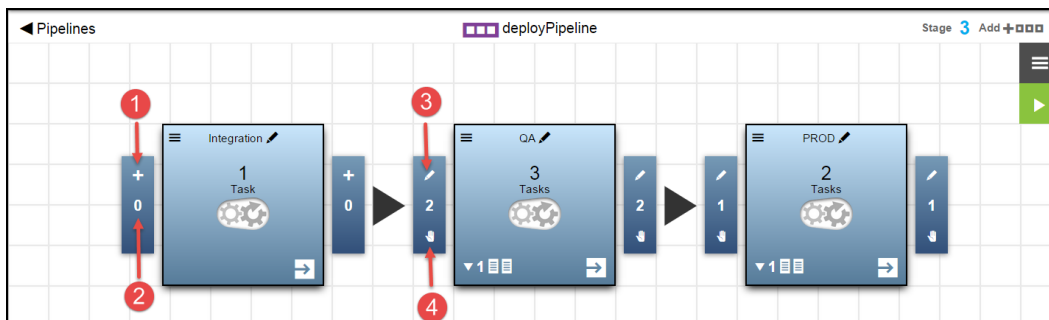 ◀ Pipelines
deployPipeline
Stage 3 Add
1
3
Integration
QA
PROD
1
Task
3
Tasks
2
Tasks
+
0
+
0
2
2
1
1
1
1
2
4